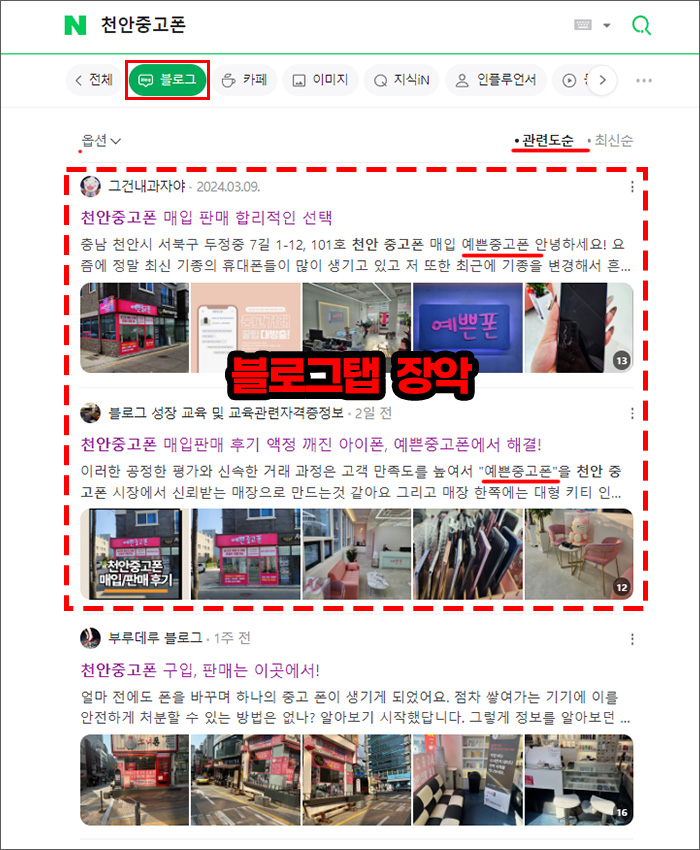 N 천안중고폰
전체
블로그
카페
이미지
지식iN
인플루언서
옵션
관련도순
최신순
그건내과자야 · 2024.03.09.
천안중고폰 매입 판매 합리적인 선택
충남 천안시 서북구 두정중 7길 1-12, 101호 천안 중고폰 매입 예쁜중고폰 안녕하세요! 요
즘에 정말 최신 기종의 휴대폰들이 많이 생기고 있고 저 또한 최근에 기종을 변경해서 흔...
예쁜폰
13
블로그탭 장악
블로그 성장 교육 및 교육관련자격증정보 · 2일 전
천안중고폰 매입판매 후기 액정 깨진 아이폰, 예쁜중고폰에서 해결!
이러한 공정한 평가와 신속한 거래 과정은 고객 만족도를 높여서 "예쁜중고폰"을 천안 중
고폰 시장에서 신뢰받는 매장으로 만드는것 같아요 그리고 매장 한쪽에는 대형 키티 인...
예쁜중고폰
천안중고폰
매입/판매 후기
예쁜중고폰
12
부루데루 블로그 · 1주 전
천안중고폰 구입, 판매는 이곳에서!
얼마 전에도 폰을 바꾸며 하나의 중고 폰이 생기게 되었어요. 점차 쌓여가는 기기에 이를
안전하게 처분할 수 있는 방법은 없나? 알아보기 시작했답니다. 그렇게 정보를 알아보던 ...
16